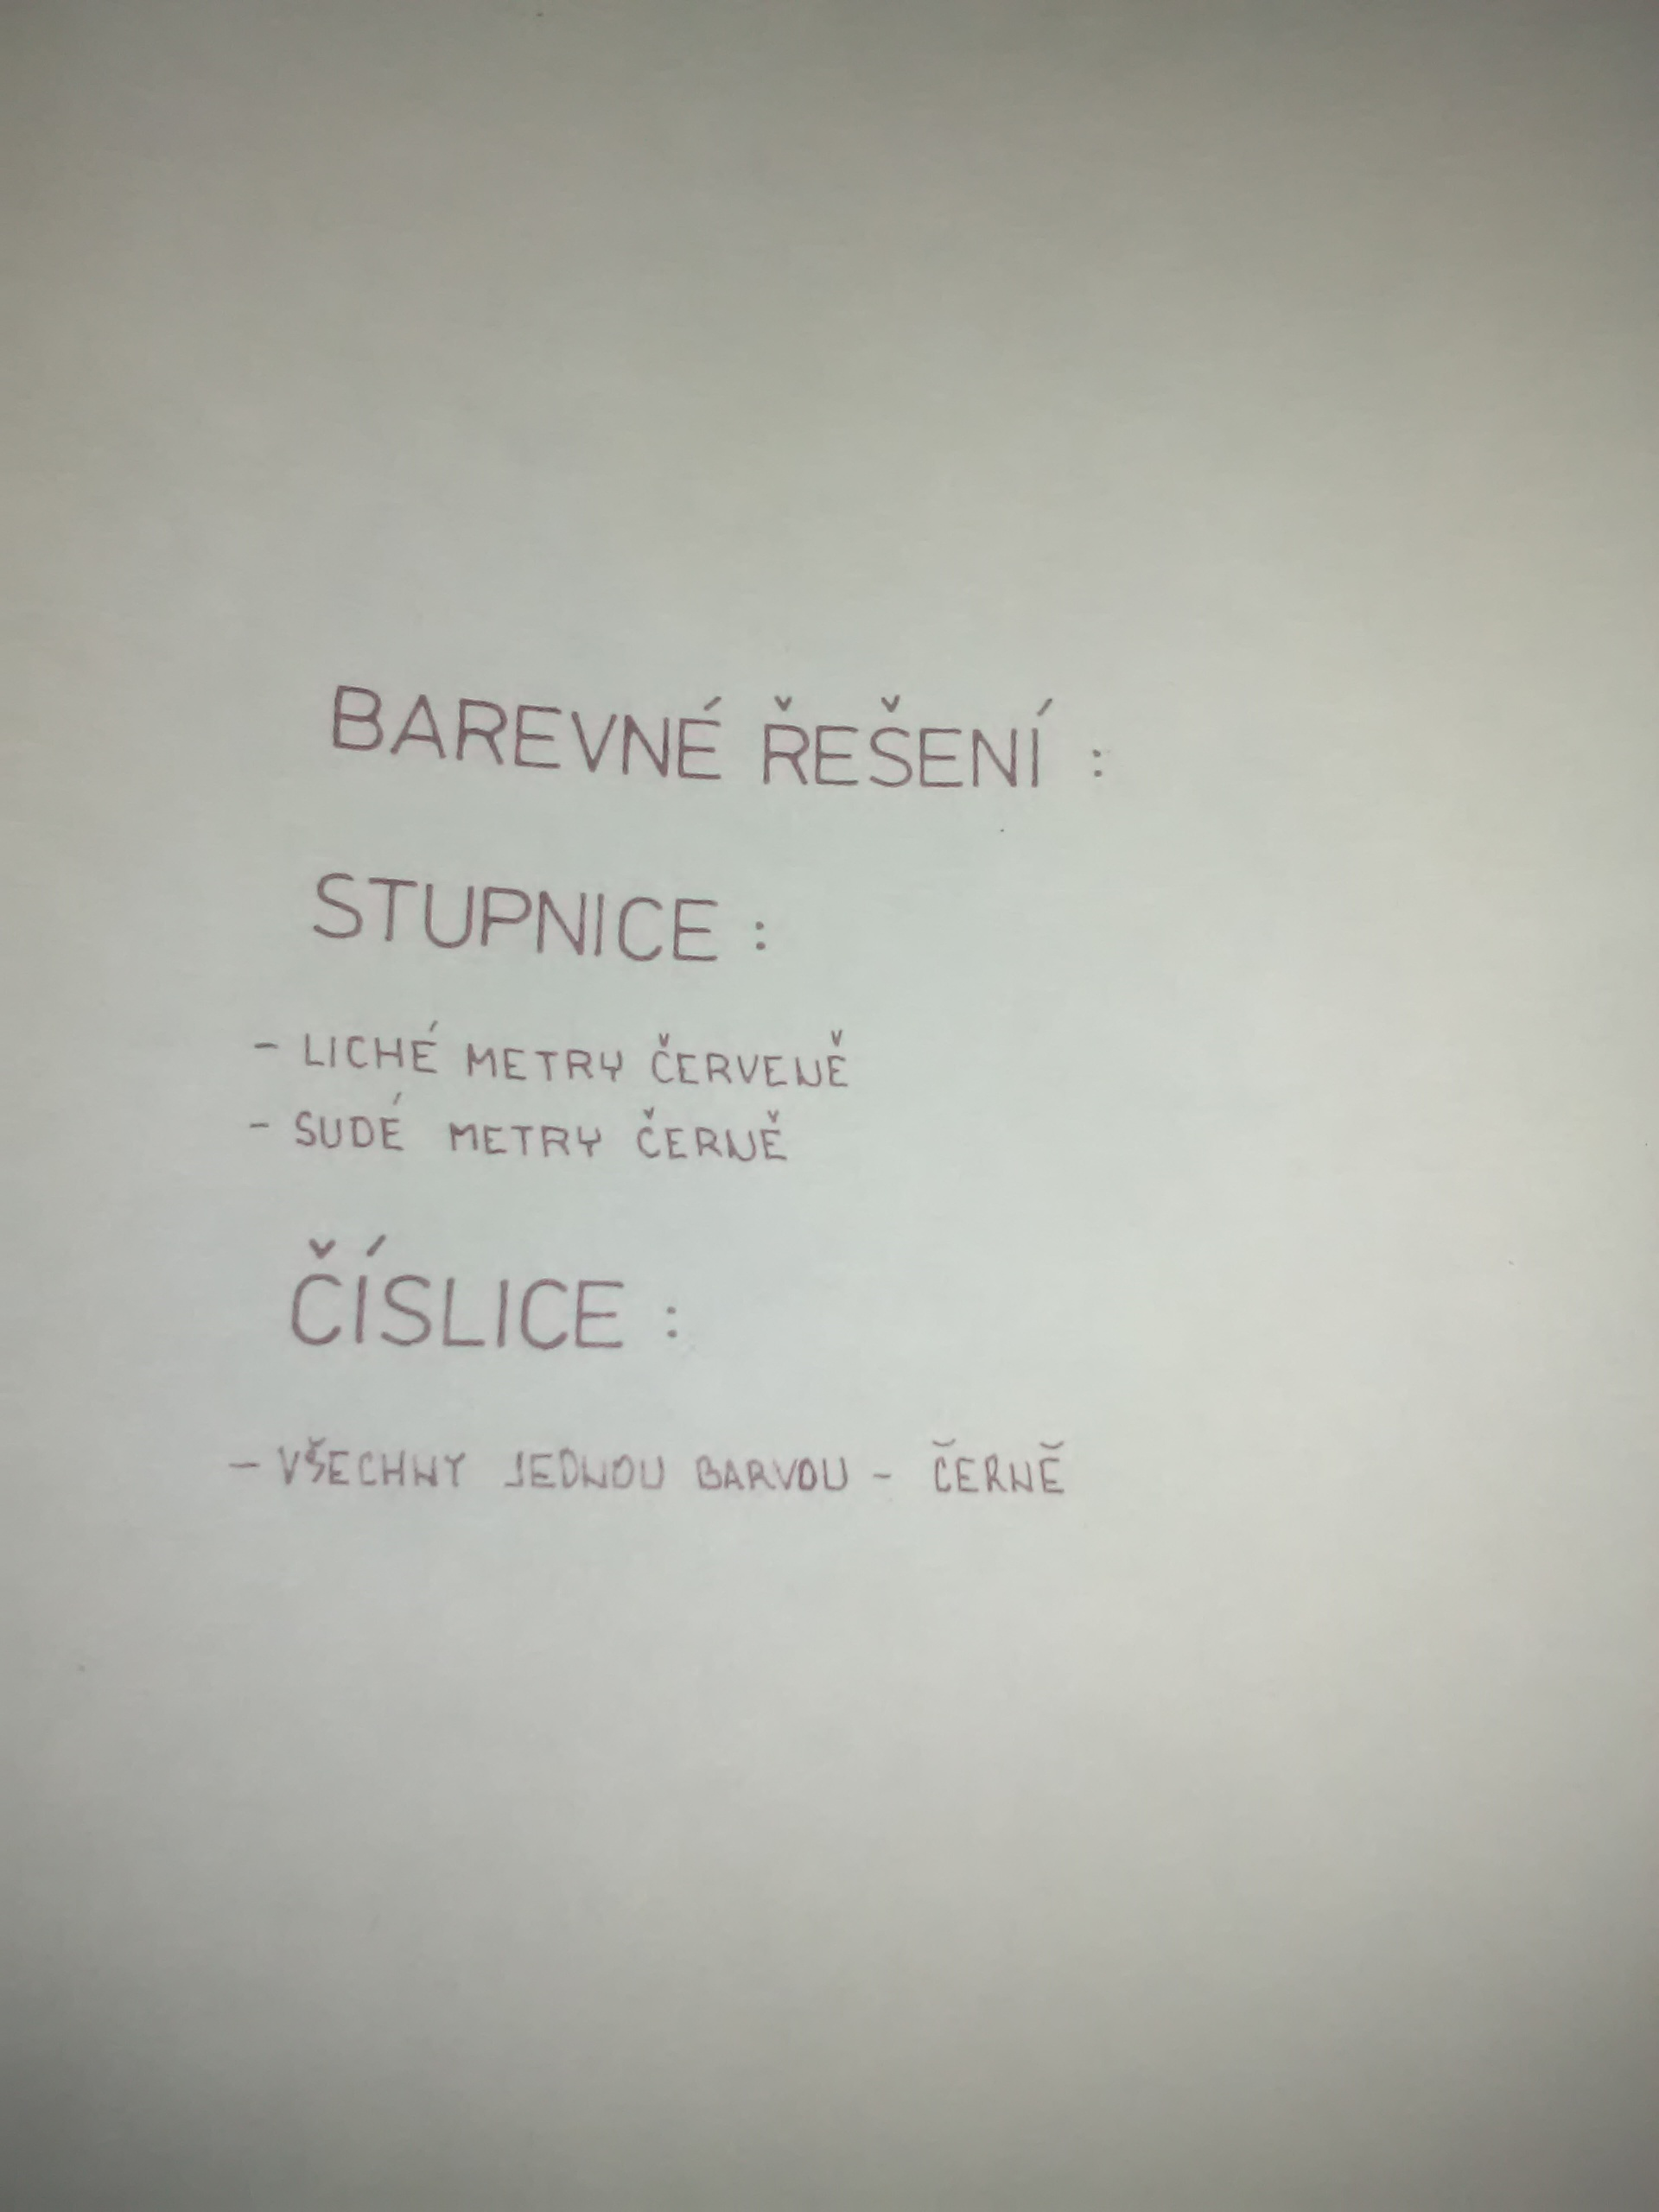 BAREVNÉ ŘEŠENÍ :
STUPNICE :
- LICHÉ METRY ČERVENĚ
- SUDÉ METRY ČERNĚ
ČÍSLICE :
- VŠECHNY JEDNOU BARVOU - ČERNĚ